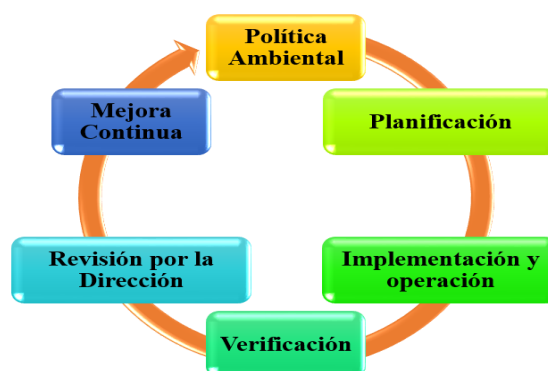 Política
Ambiental
Planificación
Implementación y
operación
Verificación
Revisión por la
Dirección
Mejora
Continua